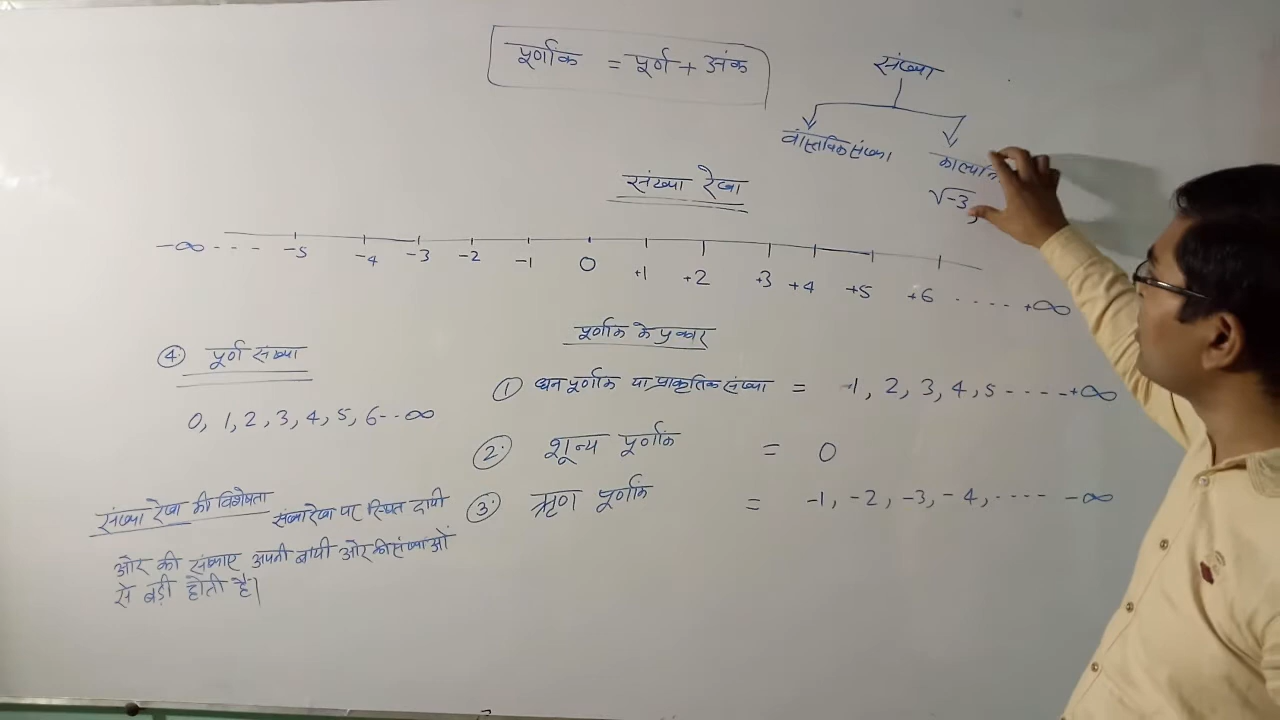 पूर्णांक = पूर्ण + अंक
संख्या
वास्तविक संख्या
√-3,
संख्या रेखा
-∞ ---- -5 -4 -3 -2 -1 0 +1 +2 +3 +4 +5 +6 ..... +∞
पूर्णांक के प्रकार
① धन पूर्णांक या प्राकृतिक संख्या = 1, 2, 3, 4, 5 ----- +∞
② शून्य पूर्णांक = 0
③ ऋण पूर्णांक = -1, -2, -3, -4, ----- -∞
④ पूर्ण संख्या
0, 1, 2, 3, 4, 5, 6--∞
संख्या रेखा की विशेषता संख्या रेखा पर स्थित दायी
ओर की संख्याए अपनी बायी ओर की संख्याओं
से बड़ी होती है।